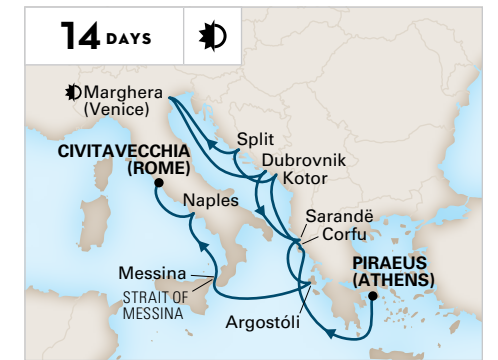 14 DAYS
Marghera
(Venice)
CIVITAVECCHIA
(ROME)
Split
Dubrovnik
Kotor
Naples
Sarandë
Corfu
PIRAEUS
(ATHENS)
Messina
STRAIT OF
MESSINA
Argostóli